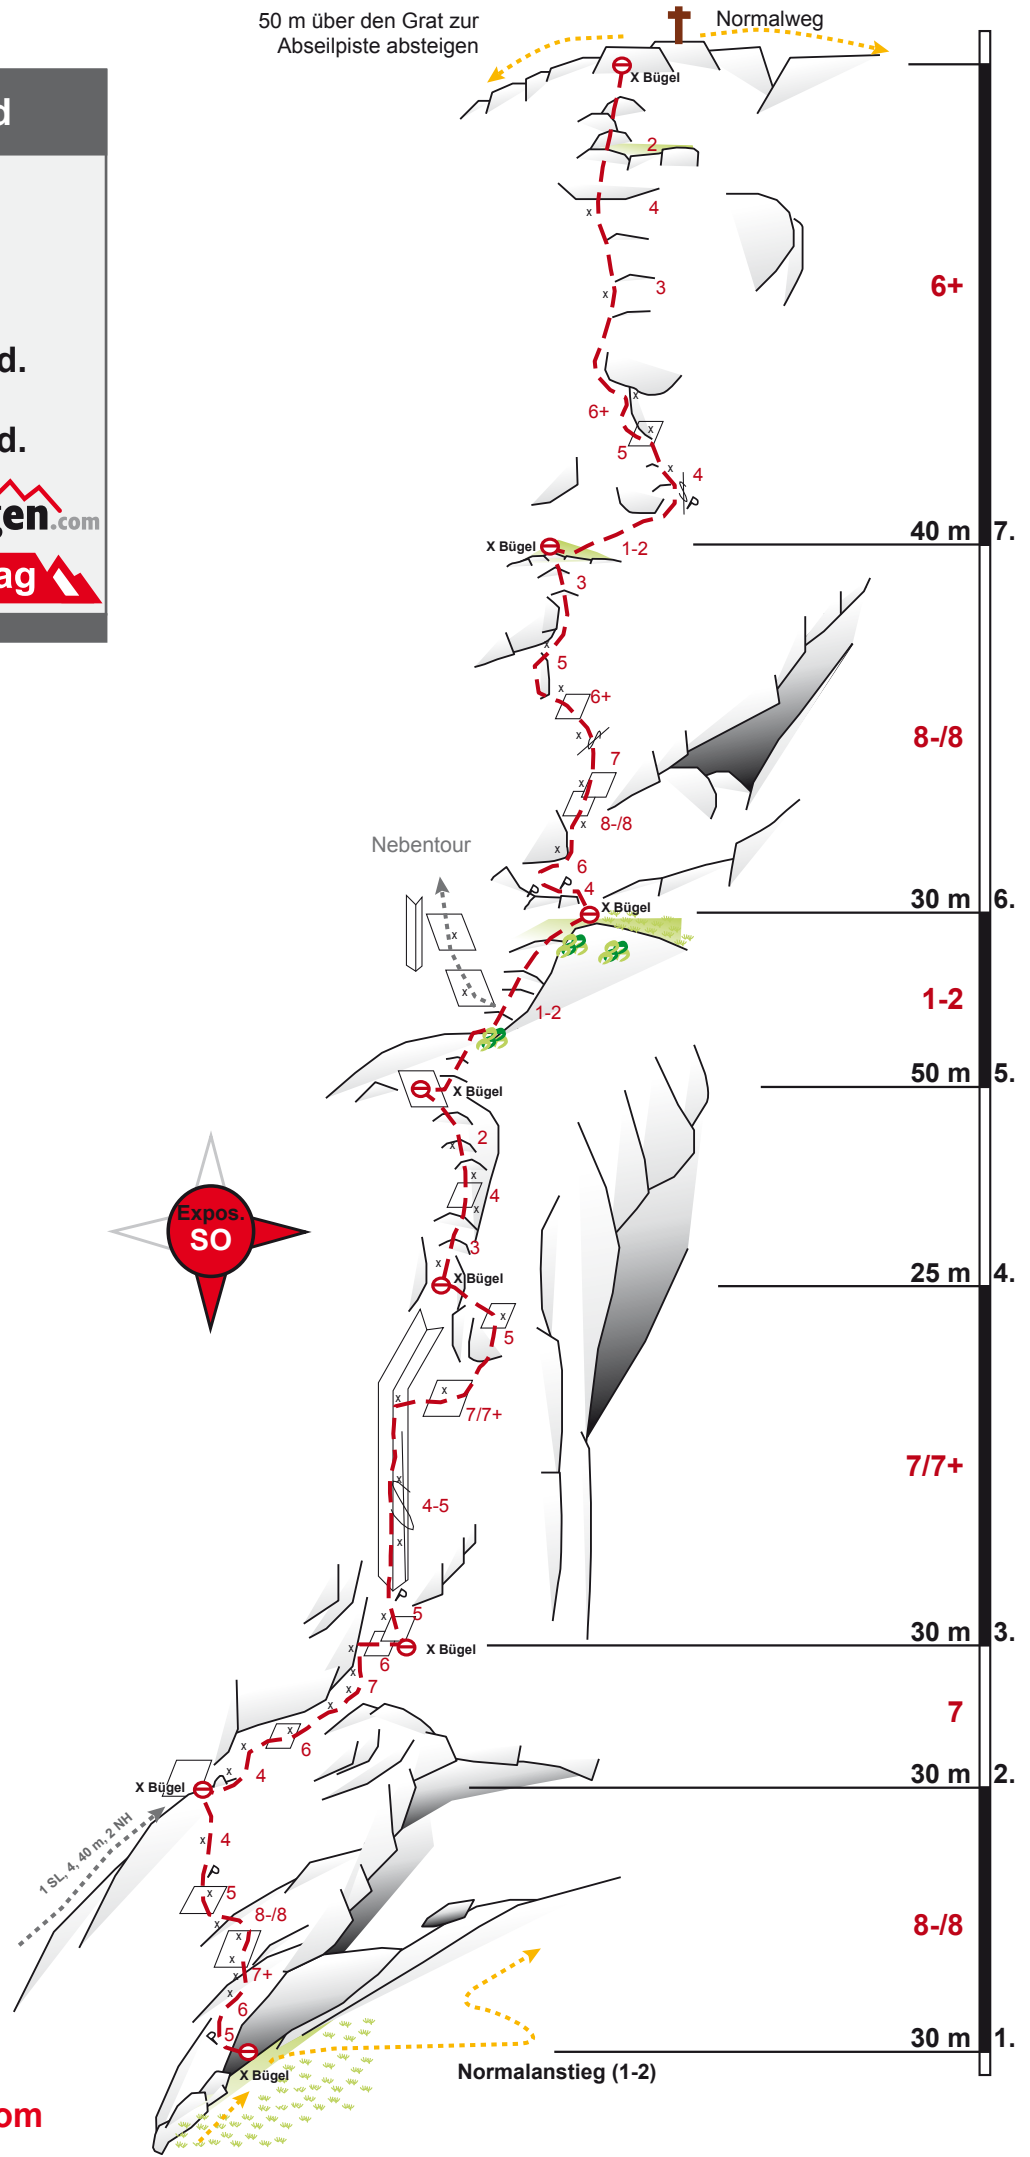 50 m über den Grat zur
Abseilpiste absteigen
Normalweg
X Bügel
d
2
4
6+
3
d.
6+
d.
5
4
gen.com
40 m 7.
X Bügel
1-2
ag
3
5
6+
8-/8
7
8-/8
Nebentour
6
P
P
4
X Bügel
30 m 6.
1-2
1-2
50 m 5.
X Bügel
2
4
Expos.
SO
3
X Bügel
25 m 4.
5
7/7+
7/7+
4-5
P
5
30 m 3.
X Bügel
6
7
7
6
4
30 m 2.
X Bügel
1 SL, 4, 40 m, 2 NH
4
P
5
8-/8
8-/8
7+
6
P
5
30 m 1.
X Bügel
Normalanstieg (1-2)
om